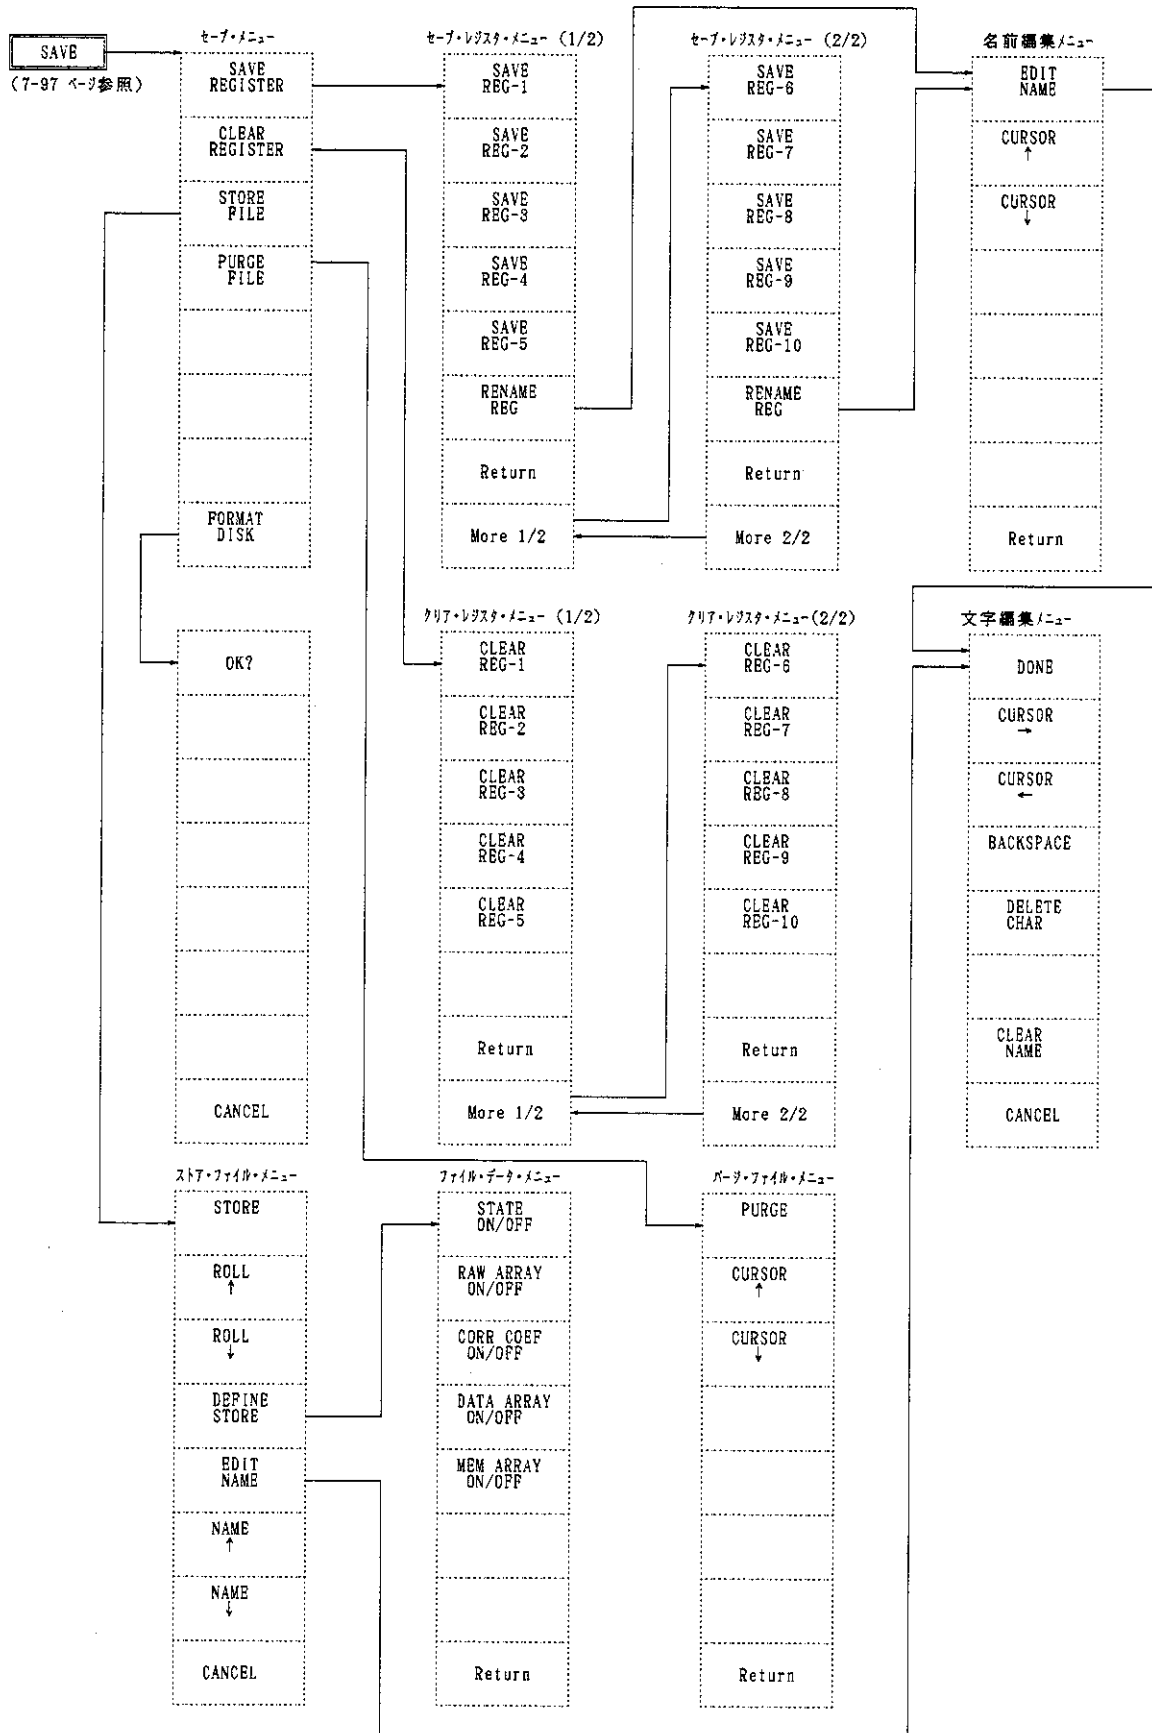 SAVE
(7-97 ページ参照)
セーブ・メニュー
SAVE
REGISTER
CLEAR
REGISTER
STORE
FILE
PURGE
FILE
FORMAT
DISK
セーブ・レジスタ・メニュー (1/2)
SAVE
REG-1
SAVE
REG-2
SAVE
REG-3
SAVE
REG-4
SAVE
REG-5
RENAME
REG
Return
More 1/2
セーブ・レジスタ・メニュー (2/2)
SAVE
REG-6
SAVE
REG-7
SAVE
REG-8
SAVE
REG-9
SAVE
REG-10
RENAME
REG
Return
More 2/2
名前編集メニュー
EDIT
NAME
CURSOR
↑
CURSOR
↓
Return
OK?
CANCEL
クリア・レジスタ・メニュー (1/2)
CLEAR
REG-1
CLEAR
REG-2
CLEAR
REG-3
CLEAR
REG-4
CLEAR
REG-5
Return
More 1/2
クリア・レジスタ・メニュー(2/2)
CLEAR
REG-6
CLEAR
REG-7
CLEAR
REG-8
CLEAR
REG-9
CLEAR
REG-10
Return
More 2/2
文字編集メニュー
DONE
CURSOR
→
CURSOR
←
BACKSPACE
DELETE
CHAR
CLEAR
NAME
CANCEL
ストア・ファイル・メニュー
STORE
ROLL
↑
ROLL
↓
DEFINE
STORE
EDIT
NAME
NAME
↑
NAME
↓
CANCEL
ファイル・データ・メニュー
STATE
ON/OFF
RAW ARRAY
ON/OFF
CORR COEF
ON/OFF
DATA ARRAY
ON/OFF
MEM ARRAY
ON/OFF
Return
パージ・ファイル・メニュー
PURGE
CURSOR
↑
CURSOR
↓
Return